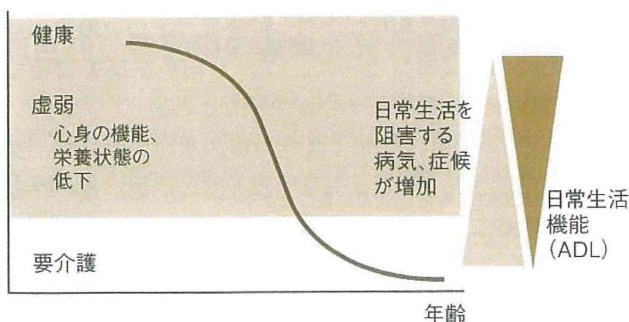 健康
虚弱
心身の機能、
栄養状態の
低下
日常生活を
阻害する
病気、症候
が増加
日常生活
機能
(ADL)
要介護
年齢